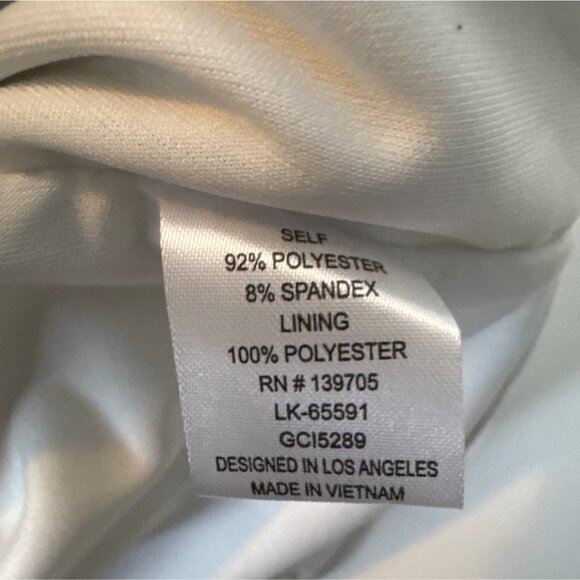 SELF
92% POLYESTER
8% SPANDEX
LINING
100% POLYESTER
RN # 139705
LK-65591
GCI5289
DESIGNED IN LOS ANGELES
MADE IN VIETNAM